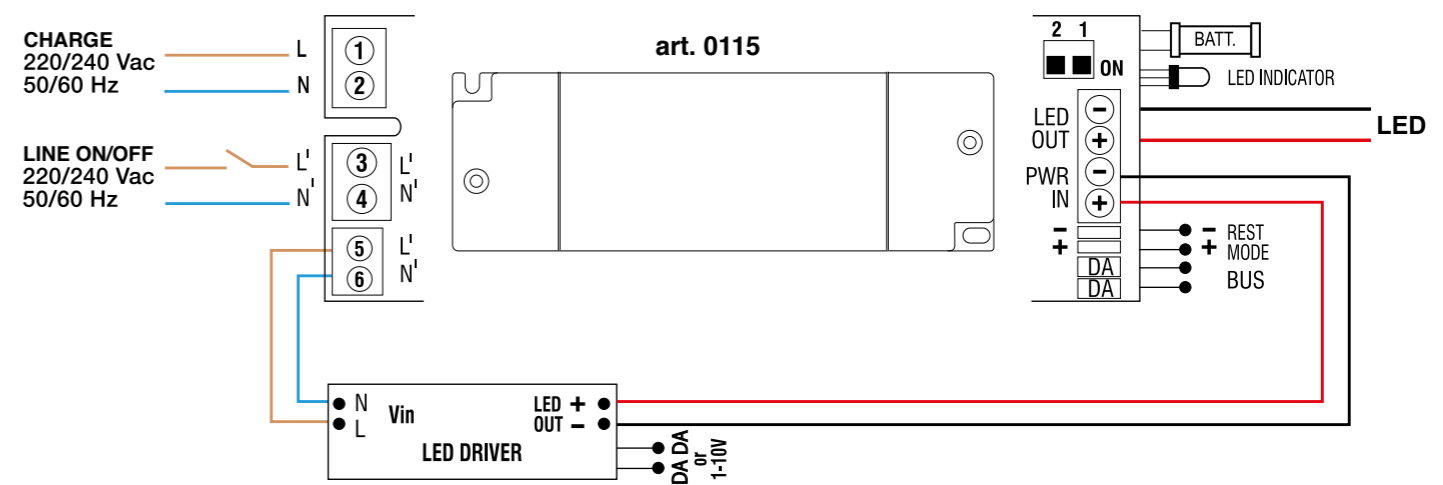 CHARGE
220/240 Vac
50/60 Hz
L
N
1
2
LINE ON/OFF
220/240 Vac
50/60 Hz
L'
N'
3
4
L'
N'
5
6
L'
N'
art. 0115
2 1
ON
BATT.
LED INDICATOR
LED
OUT
−
+
LED
PWR
IN
−
+
−
+
DA
DA
− REST
+ MODE
BUS
N
L
Vin
LED +
OUT −
LED DRIVER
DA DA
or
1-10V